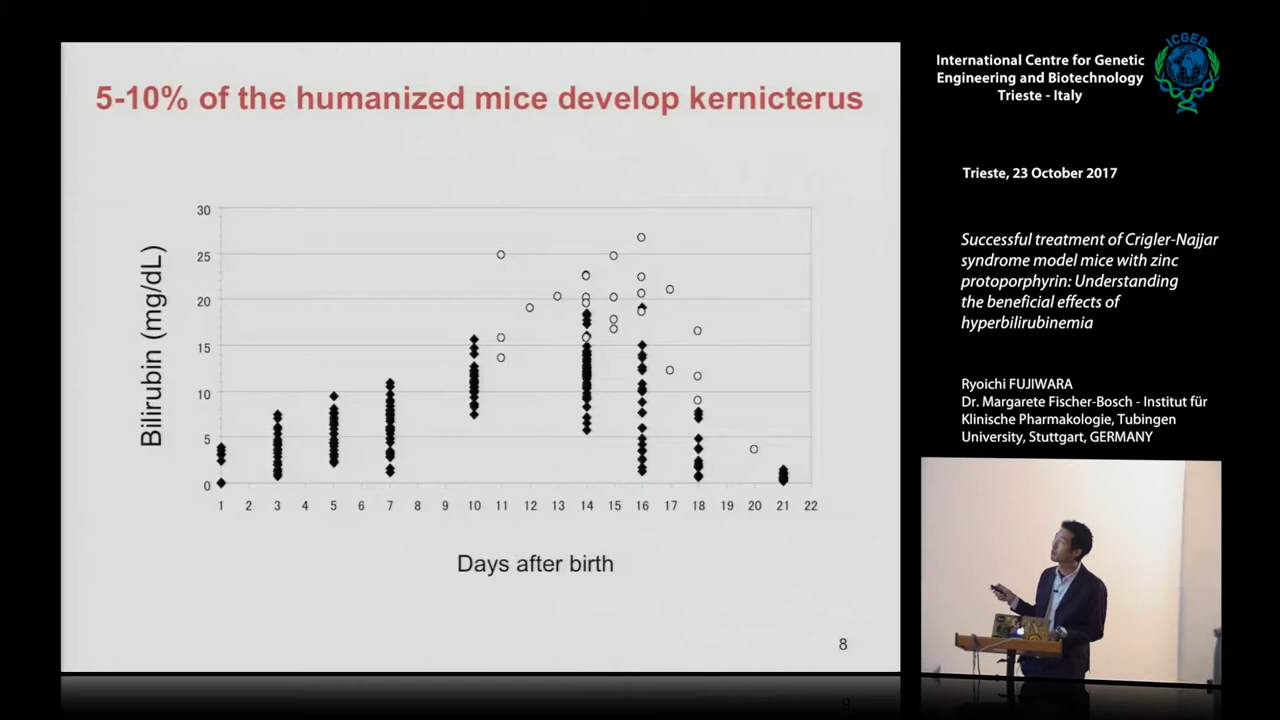 5-10% of the humanized mice develop kernicterus
30
25
20
15
10
5
0
Bilirubin (mg/dL)
1 2 3 4 5 6 7 8 9 10 11 12 13 14 15 16 17 18 19 20 21 22
Days after birth
8
International Centre for Genetic
Engineering and Biotechnology
Trieste - Italy
ICGEB
Trieste, 23 October 2017
Successful treatment of Crigler-Najjar
syndrome model mice with zinc
protoporphyrin: Understanding
the beneficial effects of
hyperbilirubinemia
Ryoichi FUJIWARA
Dr. Margarete Fischer-Bosch - Institut für
Klinische Pharmakologie, Tubingen
University, Stuttgart, GERMANY